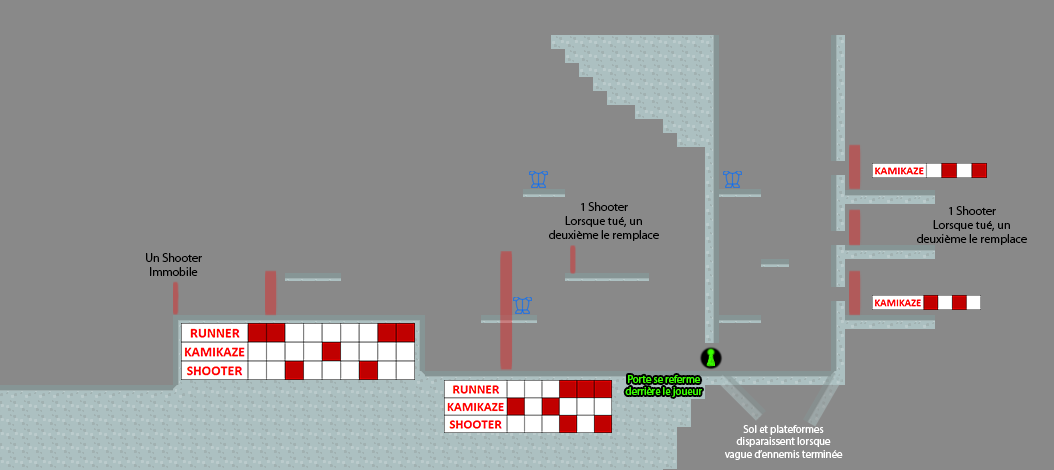 KAMIKAZE
1 Shooter
Lorsque tué, un
deuxième le remplace
1 Shooter
Lorsque tué, un
deuxième le remplace
Un Shooter
Immobile
KAMIKAZE
RUNNER
KAMIKAZE
SHOOTER
Porte se referme
derrière le joueur
RUNNER
KAMIKAZE
SHOOTER
Sol et plateformes
disparaissent lorsque
vague d'ennemis terminée